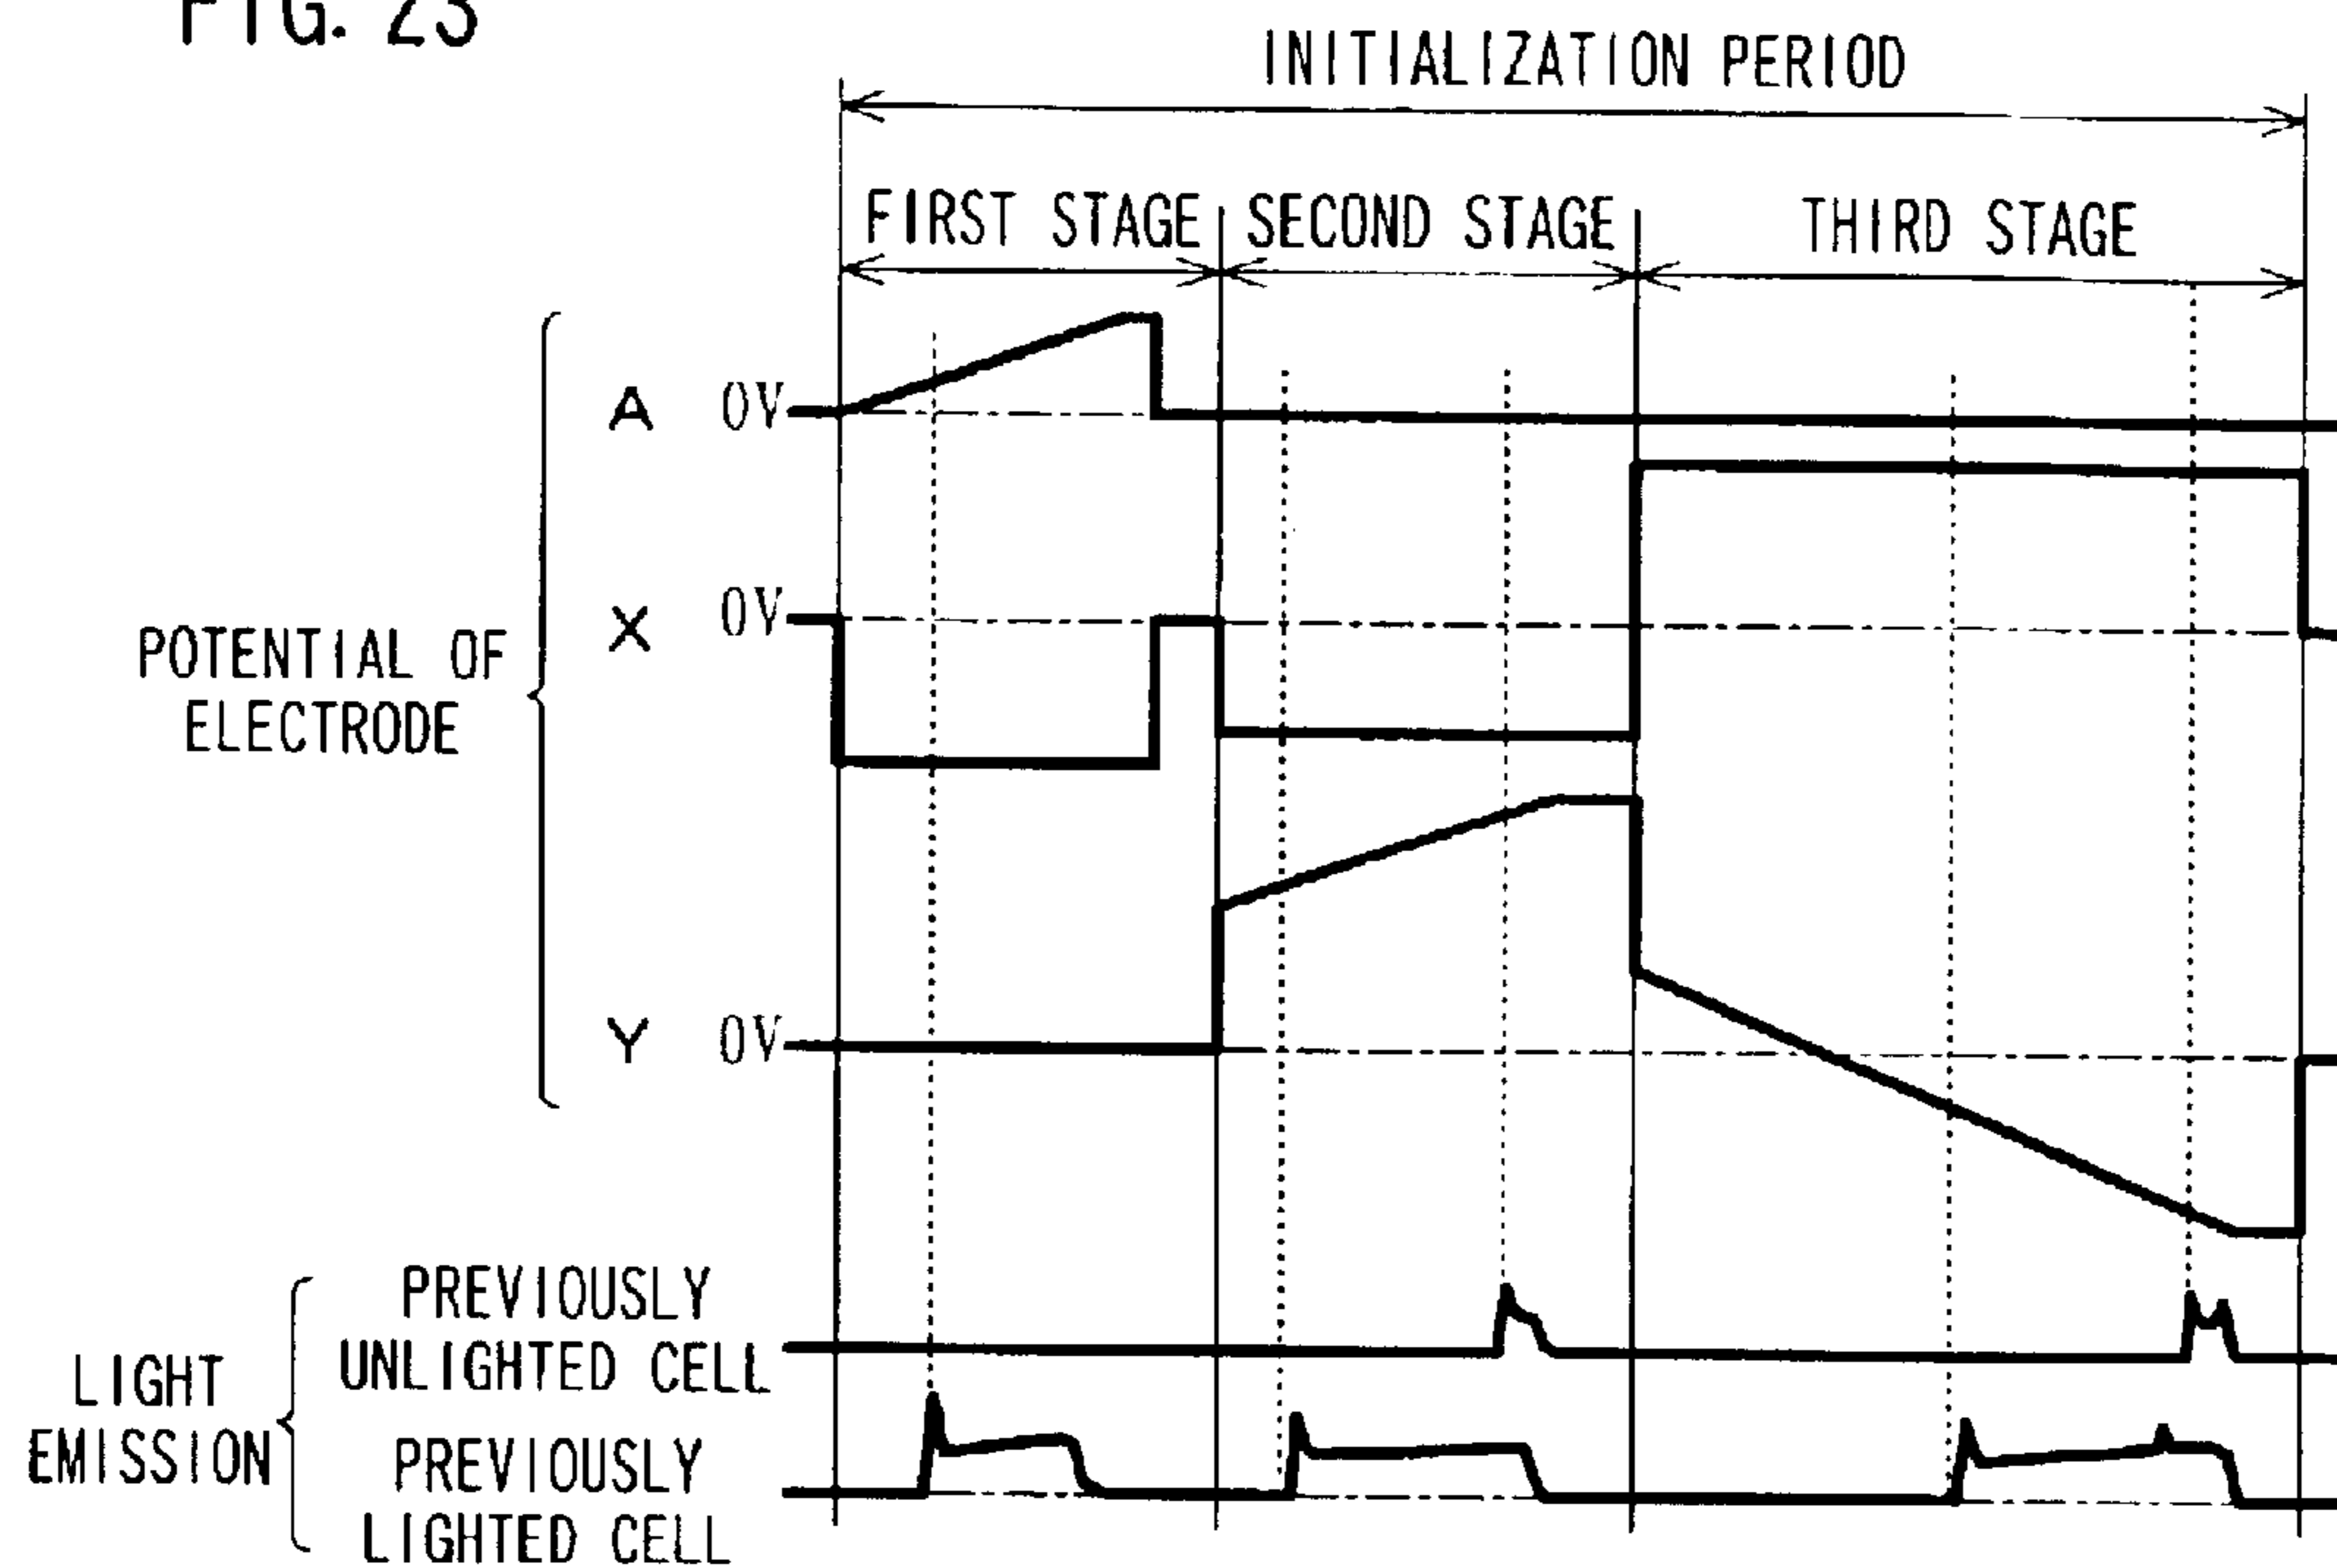 FIG. 23
INITIALIZATION PERIOD
FIRST STAGE
SECOND STAGE
THIRD STAGE
A 0V
X 0V
POTENTIAL OF
ELECTRODE
Y 0V
PREVIOUSLY
UNLIGHTED CELL
LIGHT
EMISSION
PREVIOUSLY
LIGHTED CELL